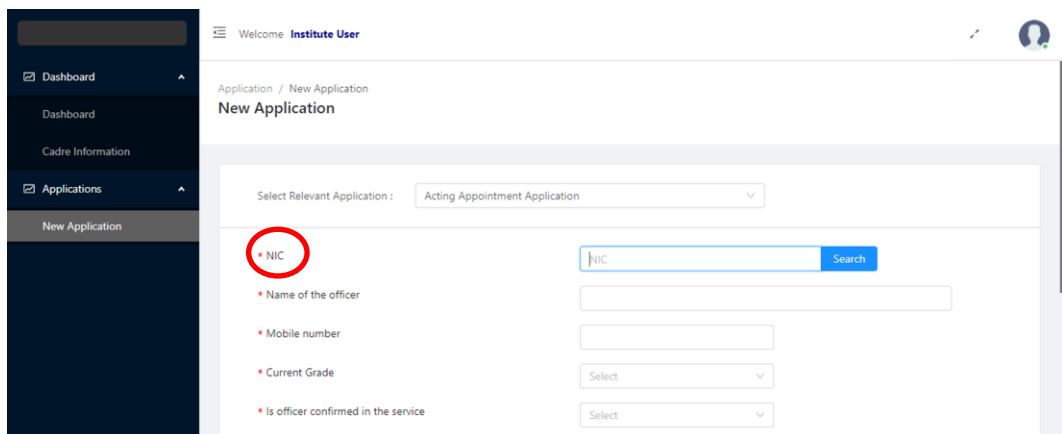 Welcome Institute User
Dashboard
Dashboard
Cadre Information
Applications
New Application
Application / New Application
New Application
Select Relevant Application : Acting Appointment Application
* NIC NIC Search
* Name of the officer
* Mobile number
* Current Grade Select
* Is officer confirmed in the service Select